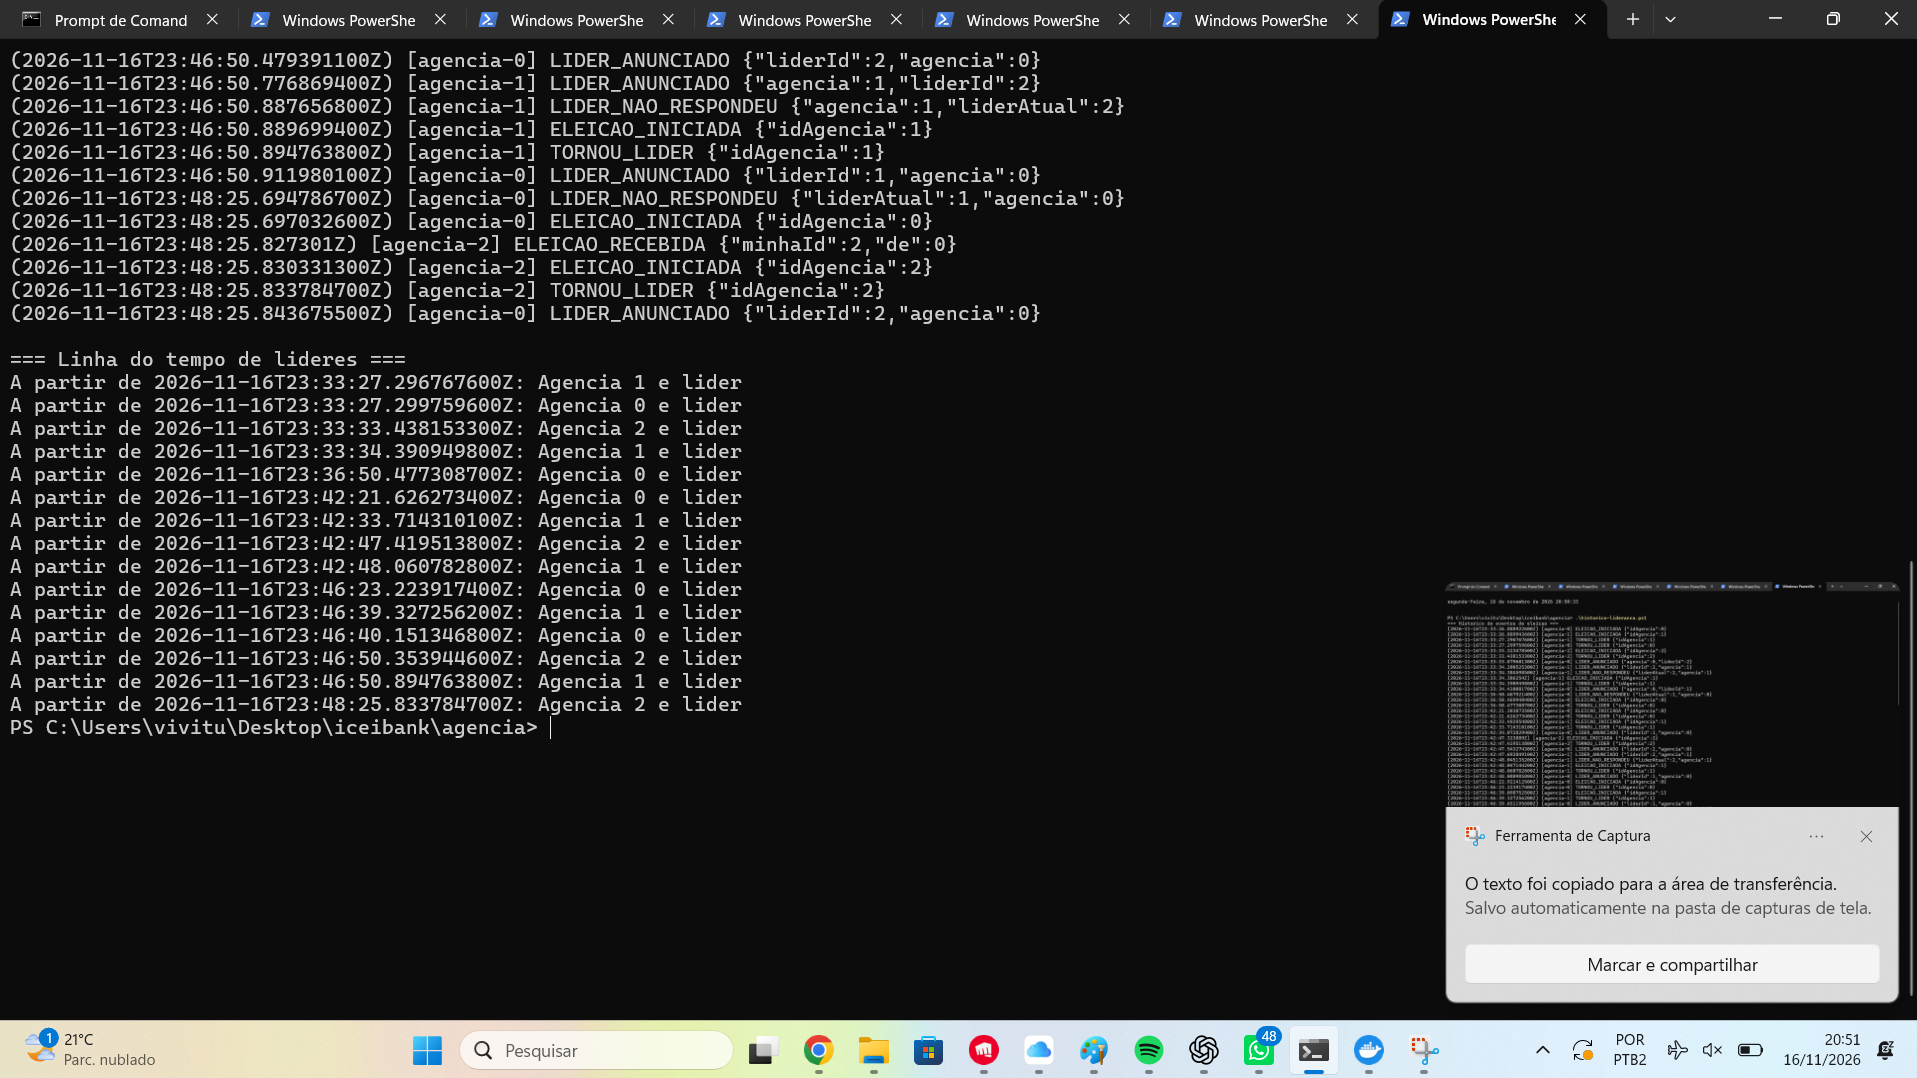 Prompt de Comand
Windows PowerShe
Windows PowerShe
Windows PowerShe
Windows PowerShe
Windows PowerShe
Windows PowerShe
(2026-11-16T23:46:50.479391100Z) [agencia-0] LIDER_ANUNCIADO {"liderId":2,"agencia":0}
(2026-11-16T23:46:50.776869400Z) [agencia-1] LIDER_ANUNCIADO {"agencia":1,"liderId":2}
(2026-11-16T23:46:50.887656800Z) [agencia-1] LIDER_NAO_RESPONDEU {"agencia":1,"liderAtual":2}
(2026-11-16T23:46:50.889699400Z) [agencia-1] ELEICAO_INICIADA {"idAgencia":1}
(2026-11-16T23:46:50.894763800Z) [agencia-1] TORNOU_LIDER {"idAgencia":1}
(2026-11-16T23:46:50.911980100Z) [agencia-0] LIDER_ANUNCIADO {"liderId":1,"agencia":0}
(2026-11-16T23:48:25.694786700Z) [agencia-0] LIDER_NAO_RESPONDEU {"liderAtual":1,"agencia":0}
(2026-11-16T23:48:25.697032600Z) [agencia-0] ELEICAO_INICIADA {"idAgencia":0}
(2026-11-16T23:48:25.827301Z) [agencia-2] ELEICAO_RECEBIDA {"minhaId":2,"de":0}
(2026-11-16T23:48:25.830331300Z) [agencia-2] ELEICAO_INICIADA {"idAgencia":2}
(2026-11-16T23:48:25.833784700Z) [agencia-2] TORNOU_LIDER {"idAgencia":2}
(2026-11-16T23:48:25.843675500Z) [agencia-0] LIDER_ANUNCIADO {"liderId":2,"agencia":0}
=== Linha do tempo de lideres ===
A partir de 2026-11-16T23:33:27.296767600Z: Agencia 1 e lider
A partir de 2026-11-16T23:33:27.299759600Z: Agencia 0 e lider
A partir de 2026-11-16T23:33:33.438153300Z: Agencia 2 e lider
A partir de 2026-11-16T23:33:34.390949800Z: Agencia 1 e lider
A partir de 2026-11-16T23:36:50.477308700Z: Agencia 0 e lider
A partir de 2026-11-16T23:42:21.626273400Z: Agencia 0 e lider
A partir de 2026-11-16T23:42:33.714310100Z: Agencia 1 e lider
A partir de 2026-11-16T23:42:47.419513800Z: Agencia 2 e lider
A partir de 2026-11-16T23:42:48.060782800Z: Agencia 1 e lider
A partir de 2026-11-16T23:46:23.223917400Z: Agencia 0 e lider
A partir de 2026-11-16T23:46:39.327256200Z: Agencia 1 e lider
A partir de 2026-11-16T23:46:40.151346800Z: Agencia 0 e lider
A partir de 2026-11-16T23:46:50.353944600Z: Agencia 2 e lider
A partir de 2026-11-16T23:46:50.894763800Z: Agencia 1 e lider
A partir de 2026-11-16T23:48:25.833784700Z: Agencia 2 e lider
PS C:\Users\vivitu\Desktop\iceibank\agencia>
Ferramenta de Captura
O texto foi copiado para a área de transferência.
Salvo automaticamente na pasta de capturas de tela.
Marcar e compartilhar
1
21°C
Parc. nublado
Pesquisar
48
POR
PTB2
20:51
16/11/2026